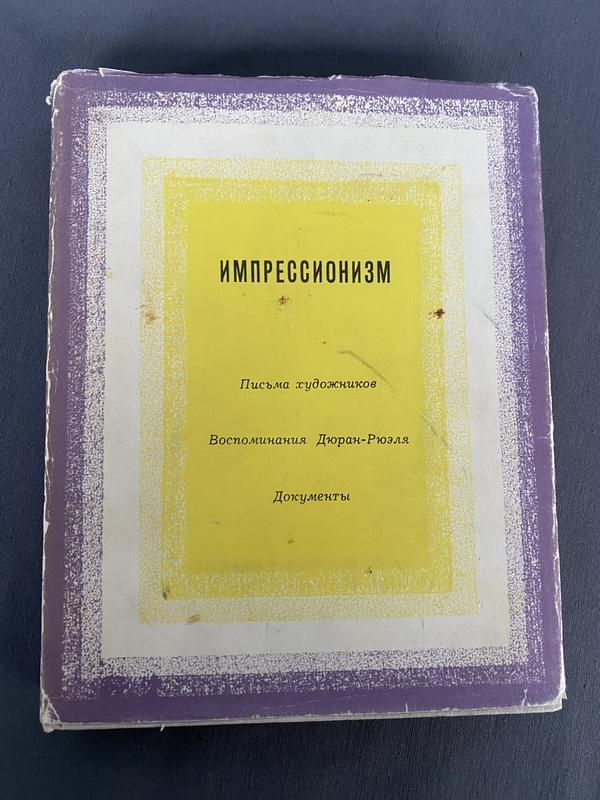 ИМПРЕССИОНИЗМ
Письма художников
Воспоминания Дюран-Рюэля
Документы